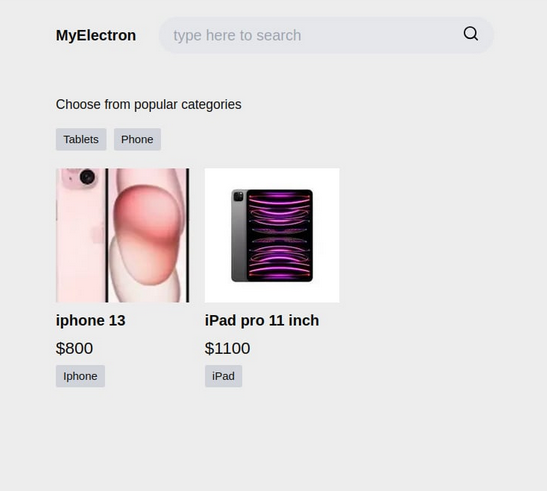 MyElectron
type here to search
Choose from popular categories
Tablets Phone
iphone 13 iPad pro 11 inch
$800 $1100
Iphone iPad